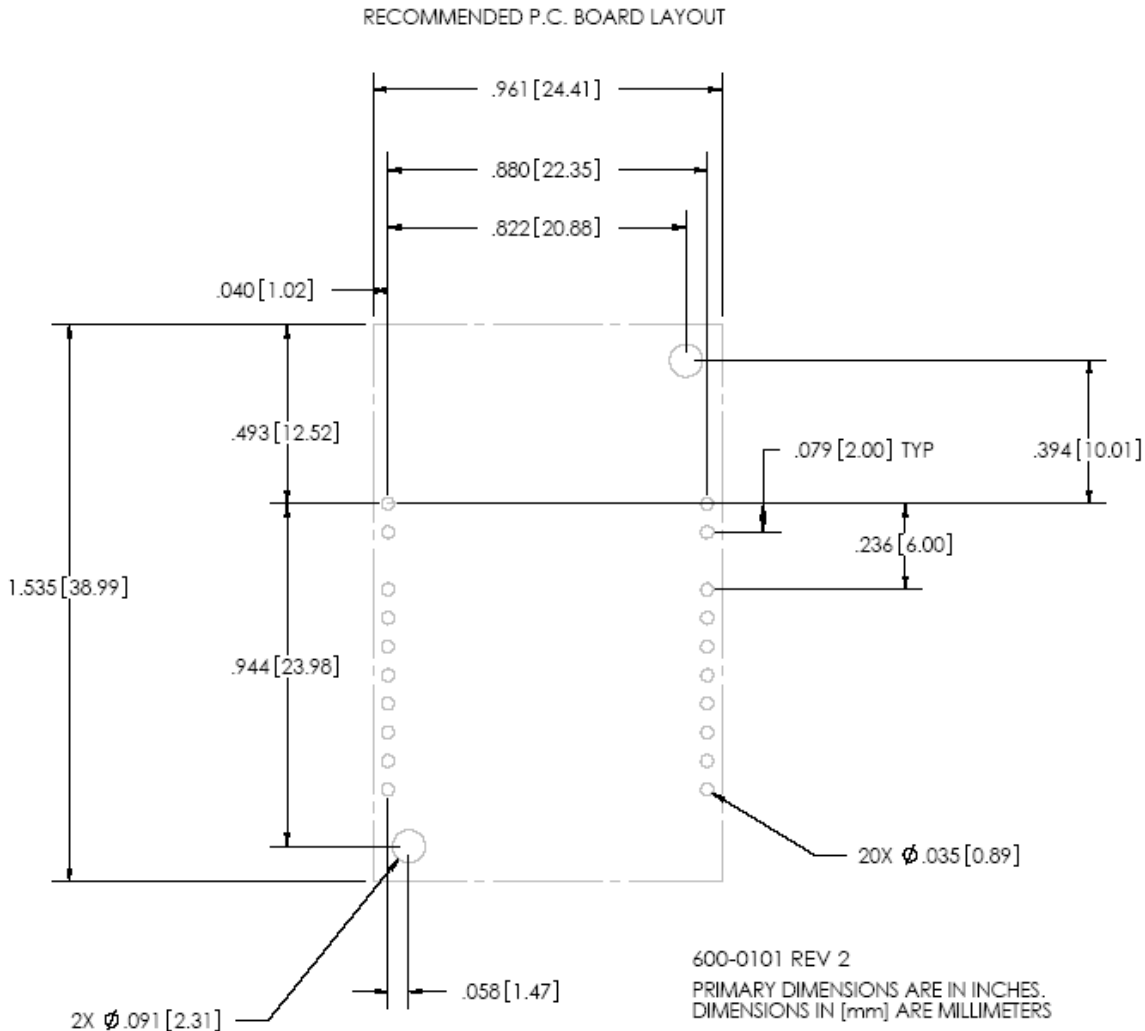 RECOMMENDED P.C. BOARD LAYOUT
.961 [24.41]
.880 [22.35]
.822 [20.88]
.040 [1.02]
.493 [12.52]
.079 [2.00] TYP
.394 [10.01]
.236 [6.00]
1.535 [38.99]
.944 [23.98]
20X Ø .035 [0.89]
.058 [1.47]
2X Ø .091 [2.31]
600-0101 REV 2
PRIMARY DIMENSIONS ARE IN INCHES.
DIMENSIONS IN [mm] ARE MILLIMETERS